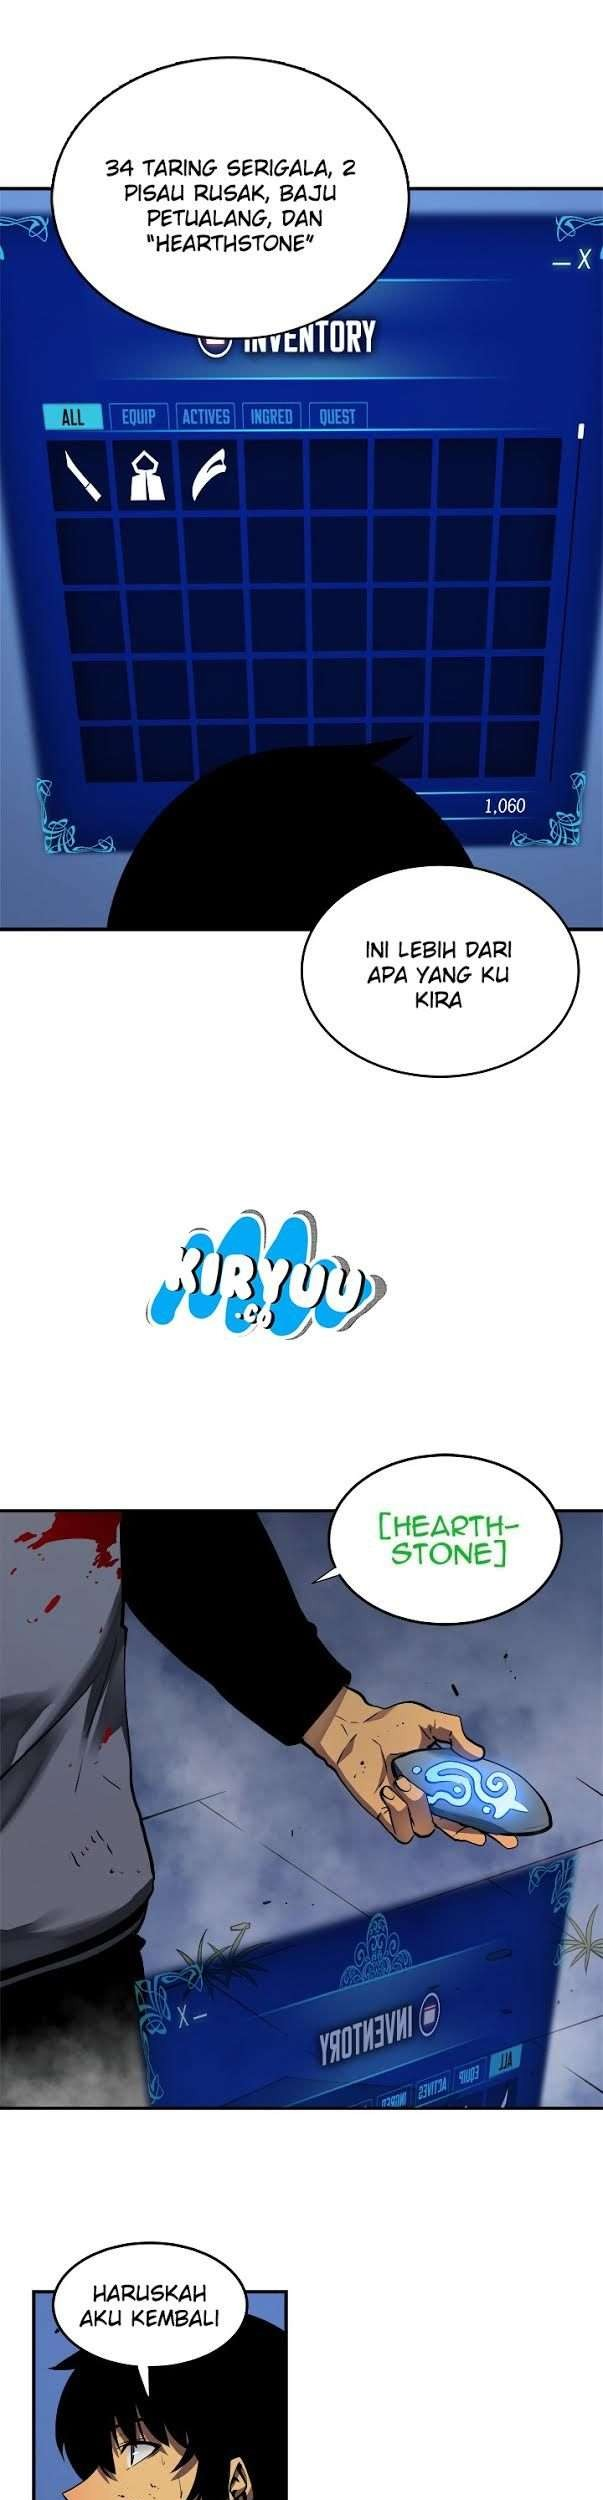 34 TARING SERIGALA, 2
PISAU RUSAK, BAJU
PETUALANG, DAN
"HEARTHSTONE"
– X
INVENTORY
ALL EQUIP ACTIVES INGRED QUEST
1,060
INI LEBIH DARI
APA YANG KU
KIRA
KIRYUU
.CO
[HEARTH-
STONE]
X –
INVENTORY
ALL EQUIP ACTIVES INGRED
HARUSKAH
AKU KEMBALI